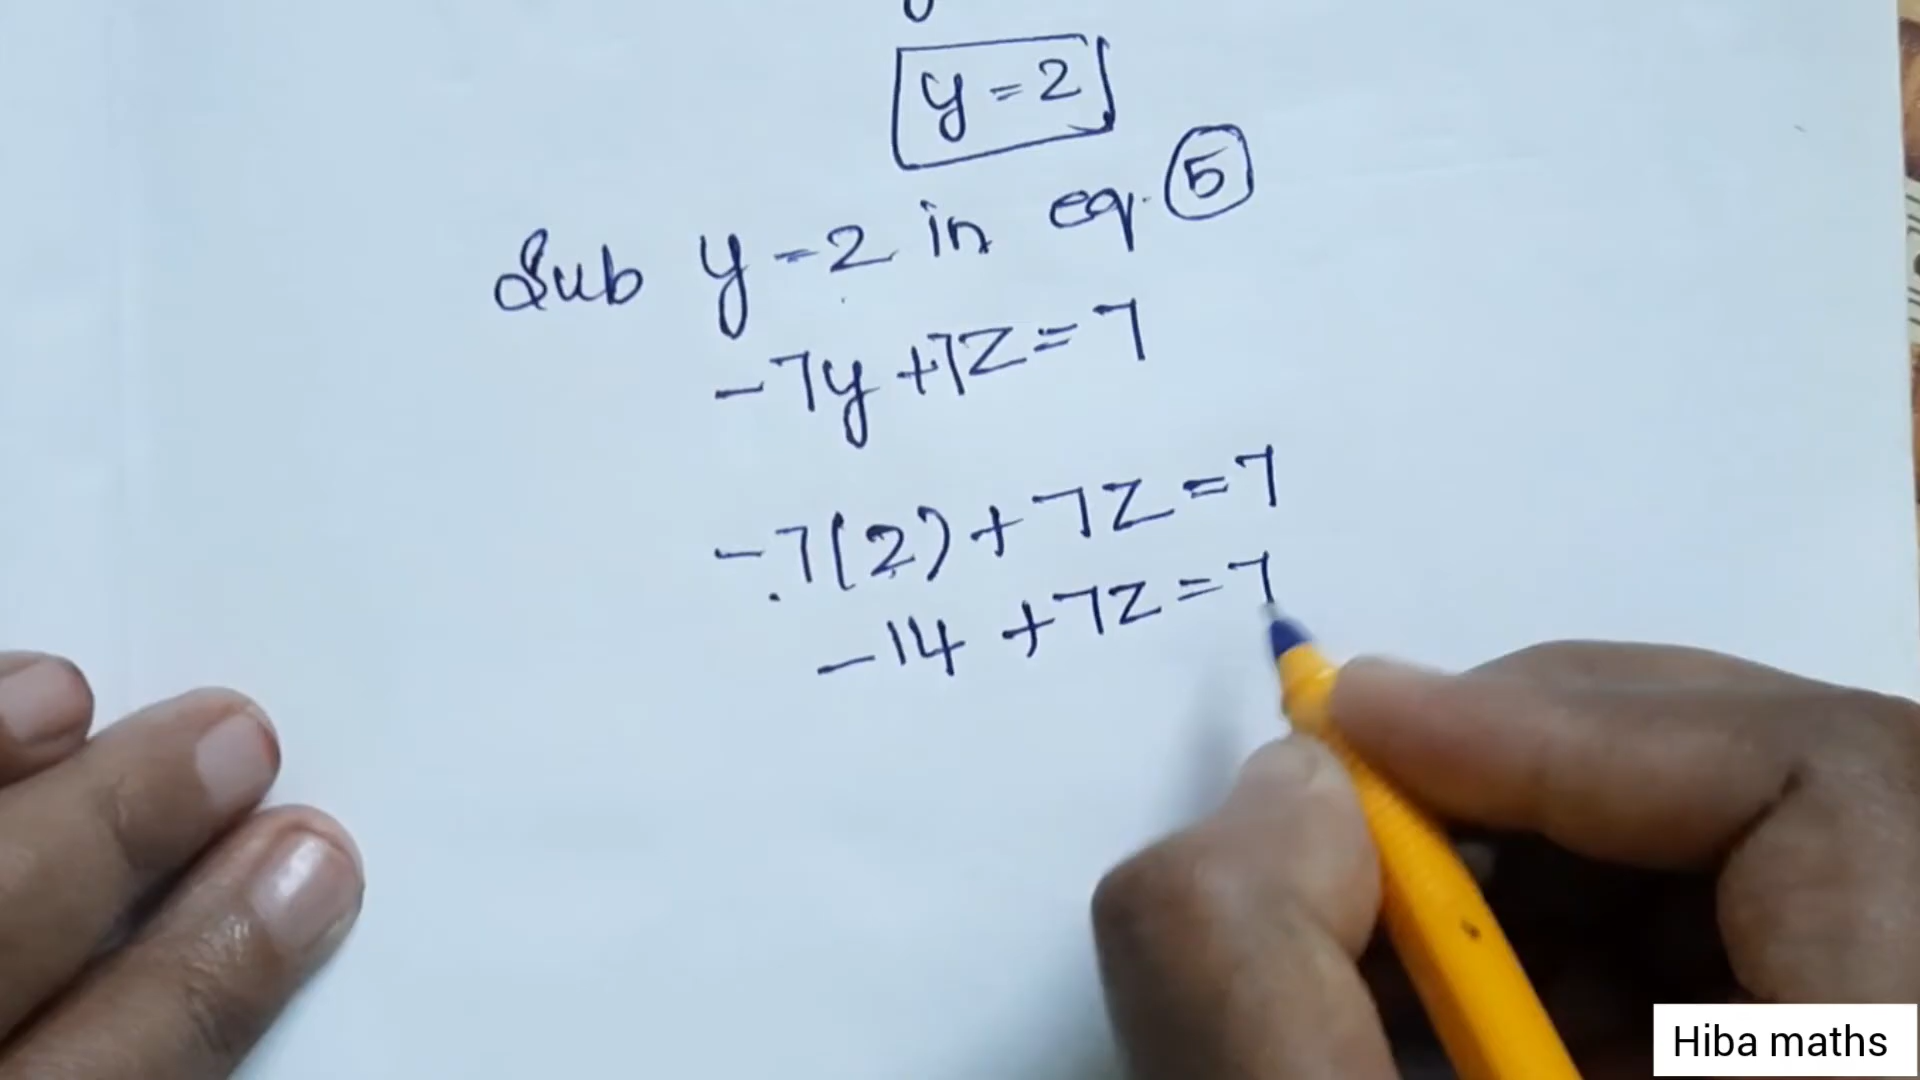 y = 2
Sub y = 2 in eq. 5
-7y + 7z = 7
-7(2) + 7z = 7
-14 + 7z = 7
Hiba maths